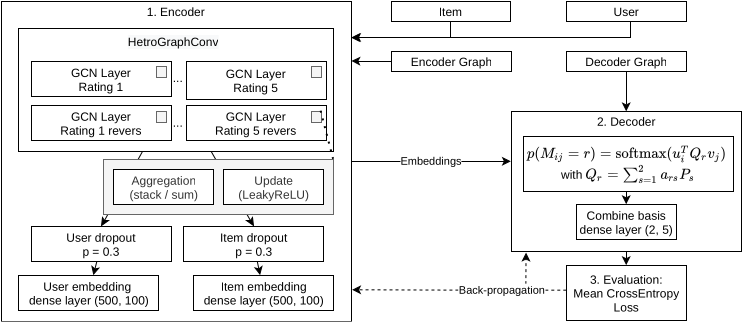 1. Encoder
HetroGraphConv
GCN Layer
Rating 1
...
GCN Layer
Rating 5
GCN Layer
Rating 1 revers
...
GCN Layer
Rating 5 revers
Aggregation
(stack / sum)
Update
(LeakyReLU)
User dropout
p = 0.3
Item dropout
p = 0.3
User embedding
dense layer (500, 100)
Item embedding
dense layer (500, 100)
Item
User
Encoder Graph
Decoder Graph
Embeddings
2. Decoder
p(M_{ij} = r) = softmax(u_i^T Q_r v_j)
with Q_r = \sum_{s=1}^{2} a_{rs} P_s
Combine basis
dense layer (2, 5)
Back-propagation
3. Evaluation:
Mean CrossEntropy
Loss